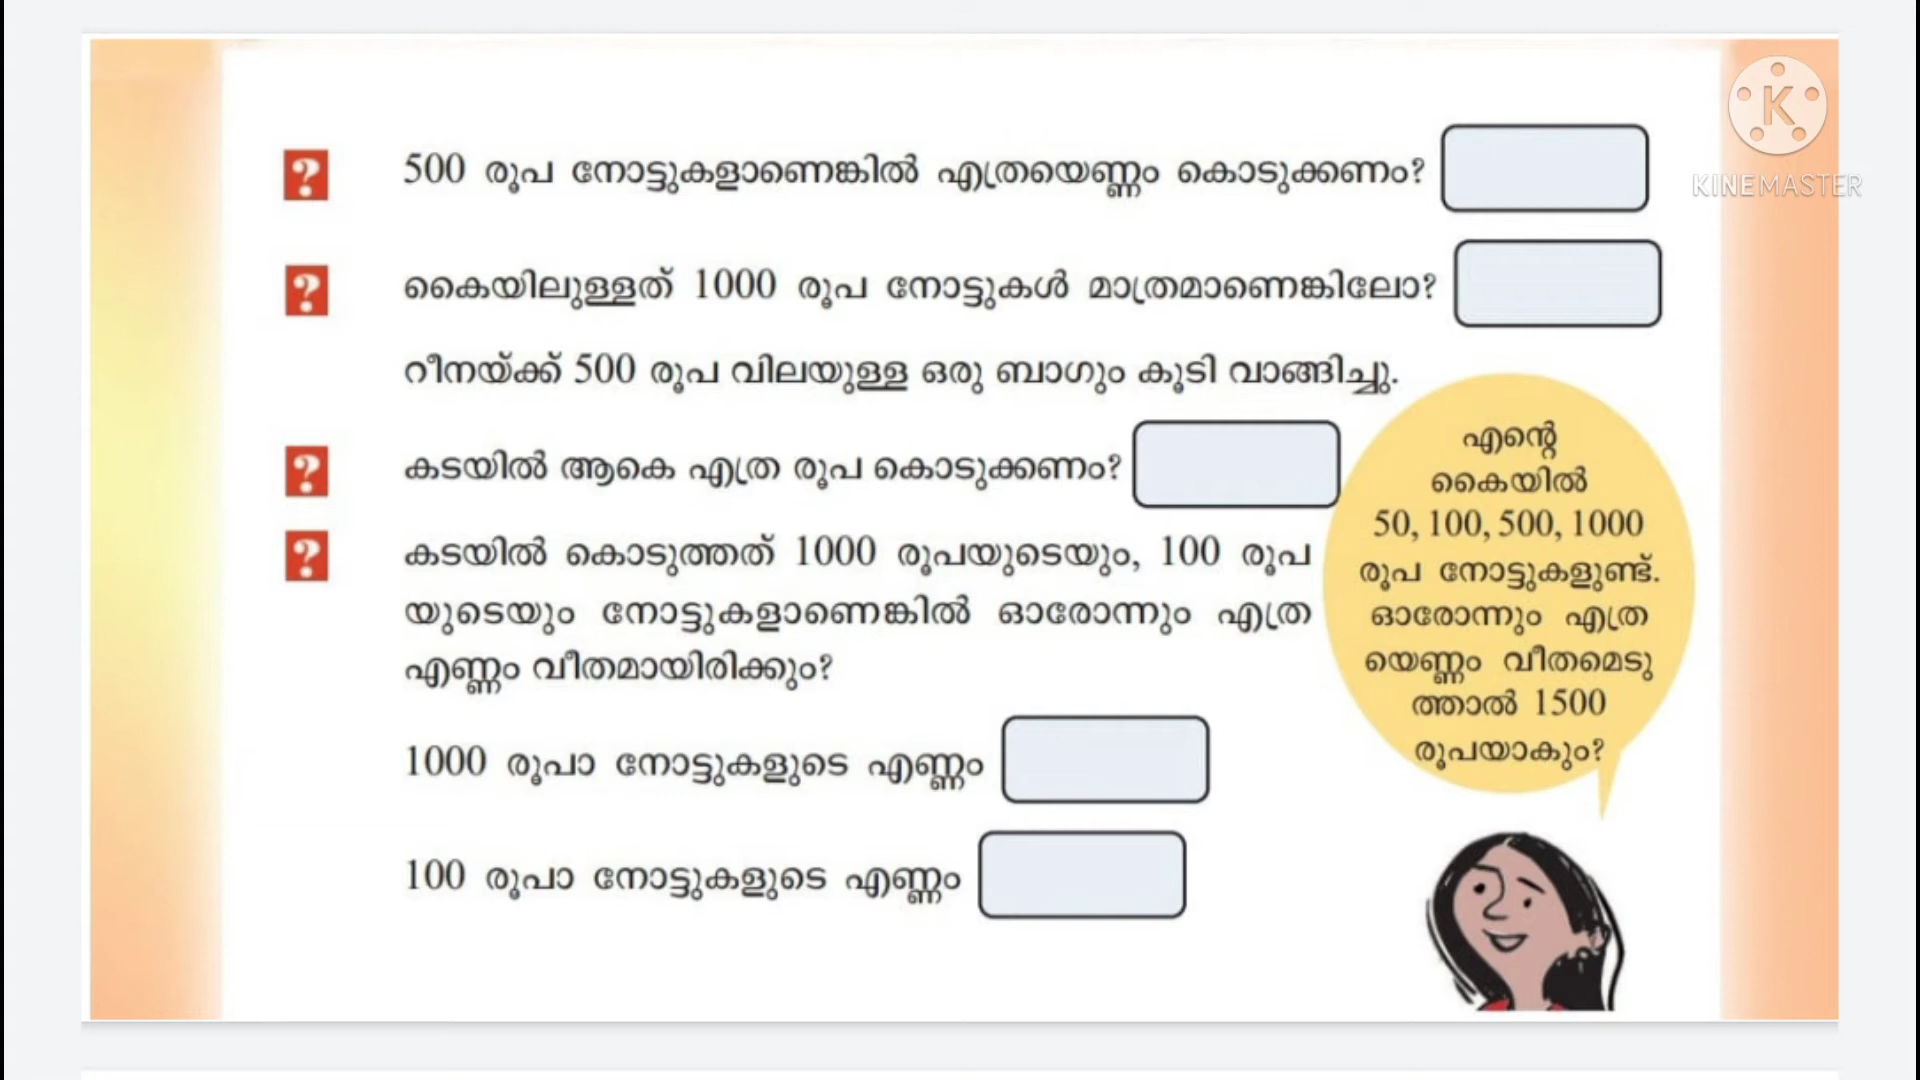 500 രൂപ നോട്ടുകളാണെങ്കിൽ എത്രയെണ്ണം കൊടുക്കണം?
കൈയിലുള്ളത് 1000 രൂപ നോട്ടുകൾ മാത്രമാണെങ്കിലോ?
റീനയ്ക്ക് 500 രൂപ വിലയുള്ള ഒരു ബാഗും കൂടി വാങ്ങിച്ചു.
കടയിൽ ആകെ എത്ര രൂപ കൊടുക്കണം?
കടയിൽ കൊടുത്തത് 1000 രൂപയുടെയും, 100 രൂപ
യുടെയും നോട്ടുകളാണെങ്കിൽ ഓരോന്നും എത്ര
എണ്ണം വീതമായിരിക്കും?
1000 രൂപാ നോട്ടുകളുടെ എണ്ണം
100 രൂപാ നോട്ടുകളുടെ എണ്ണം
എന്റെ
കൈയിൽ
50, 100, 500, 1000
രൂപ നോട്ടുകളുണ്ട്.
ഓരോന്നും എത്ര
യെണ്ണം വീതമെടു
ത്താൽ 1500
രൂപയാകും?
K
KINEMASTER